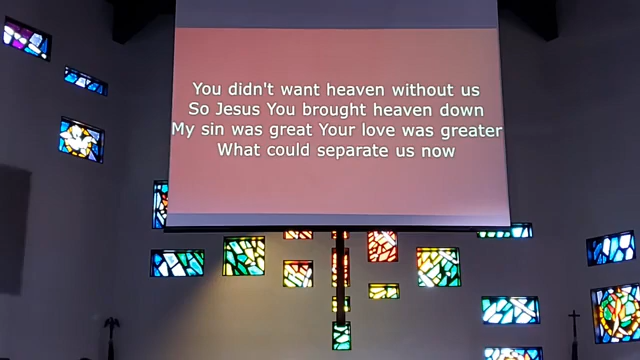 You didn't want heaven without us
So Jesus You brought heaven down
My sin was great Your love was greater
What could separate us now